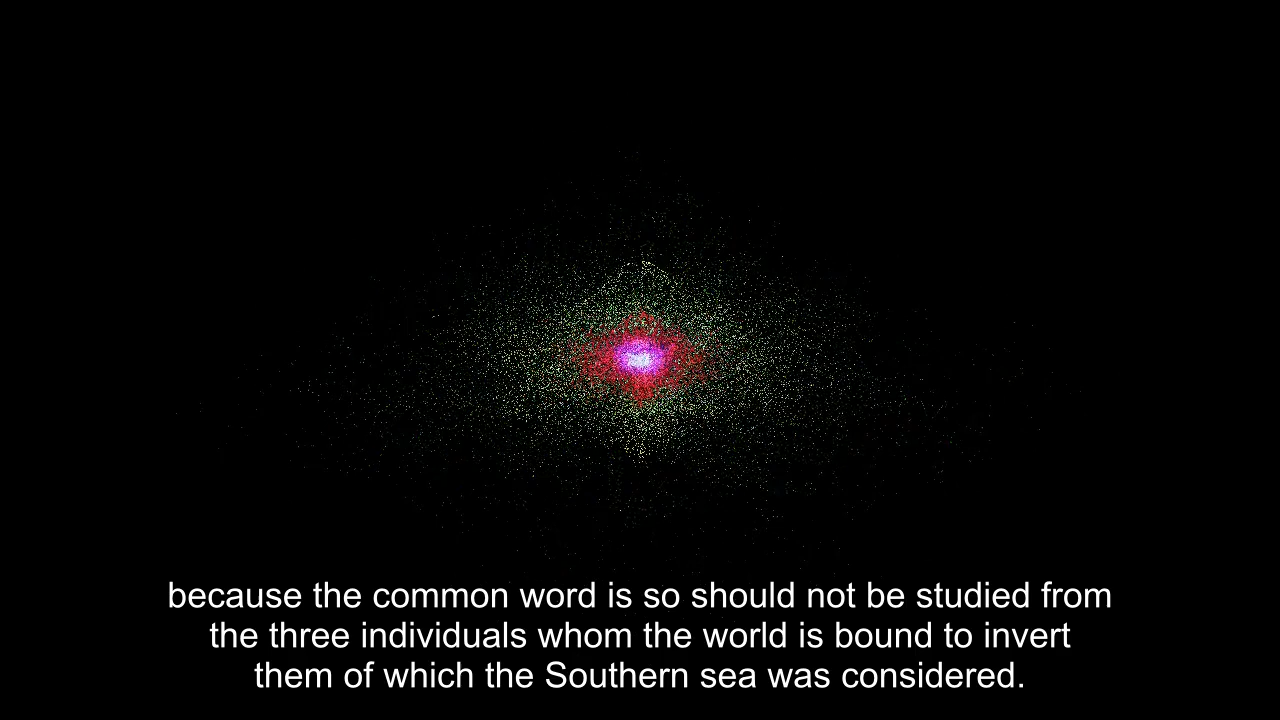 because the common word is so should not be studied from
the three individuals whom the world is bound to invert
them of which the Southern sea was considered.